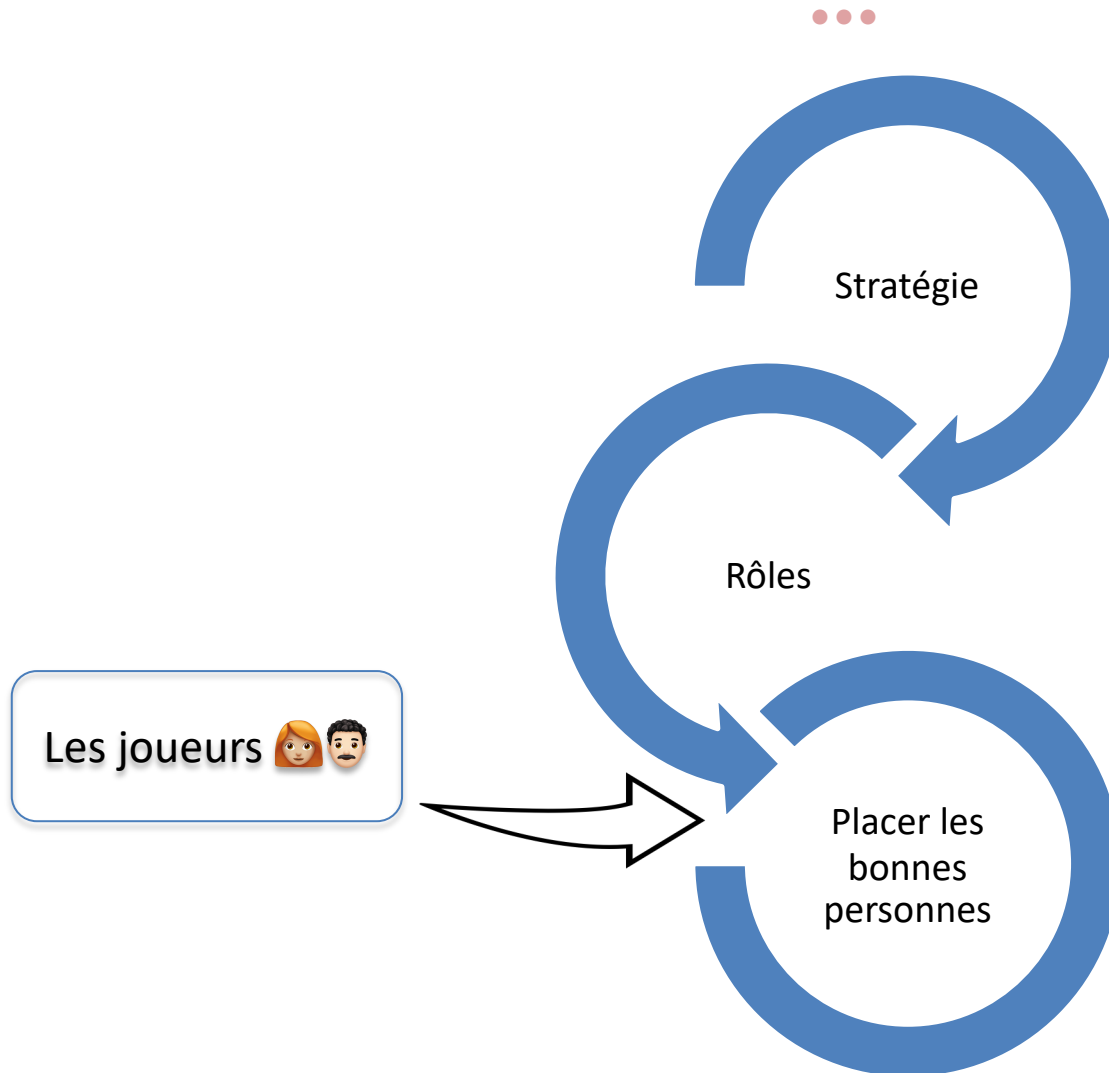 Stratégie
Rôles
Les joueurs 👩🏼‍🦰👨🏻‍🦱
Placer les
bonnes
personnes